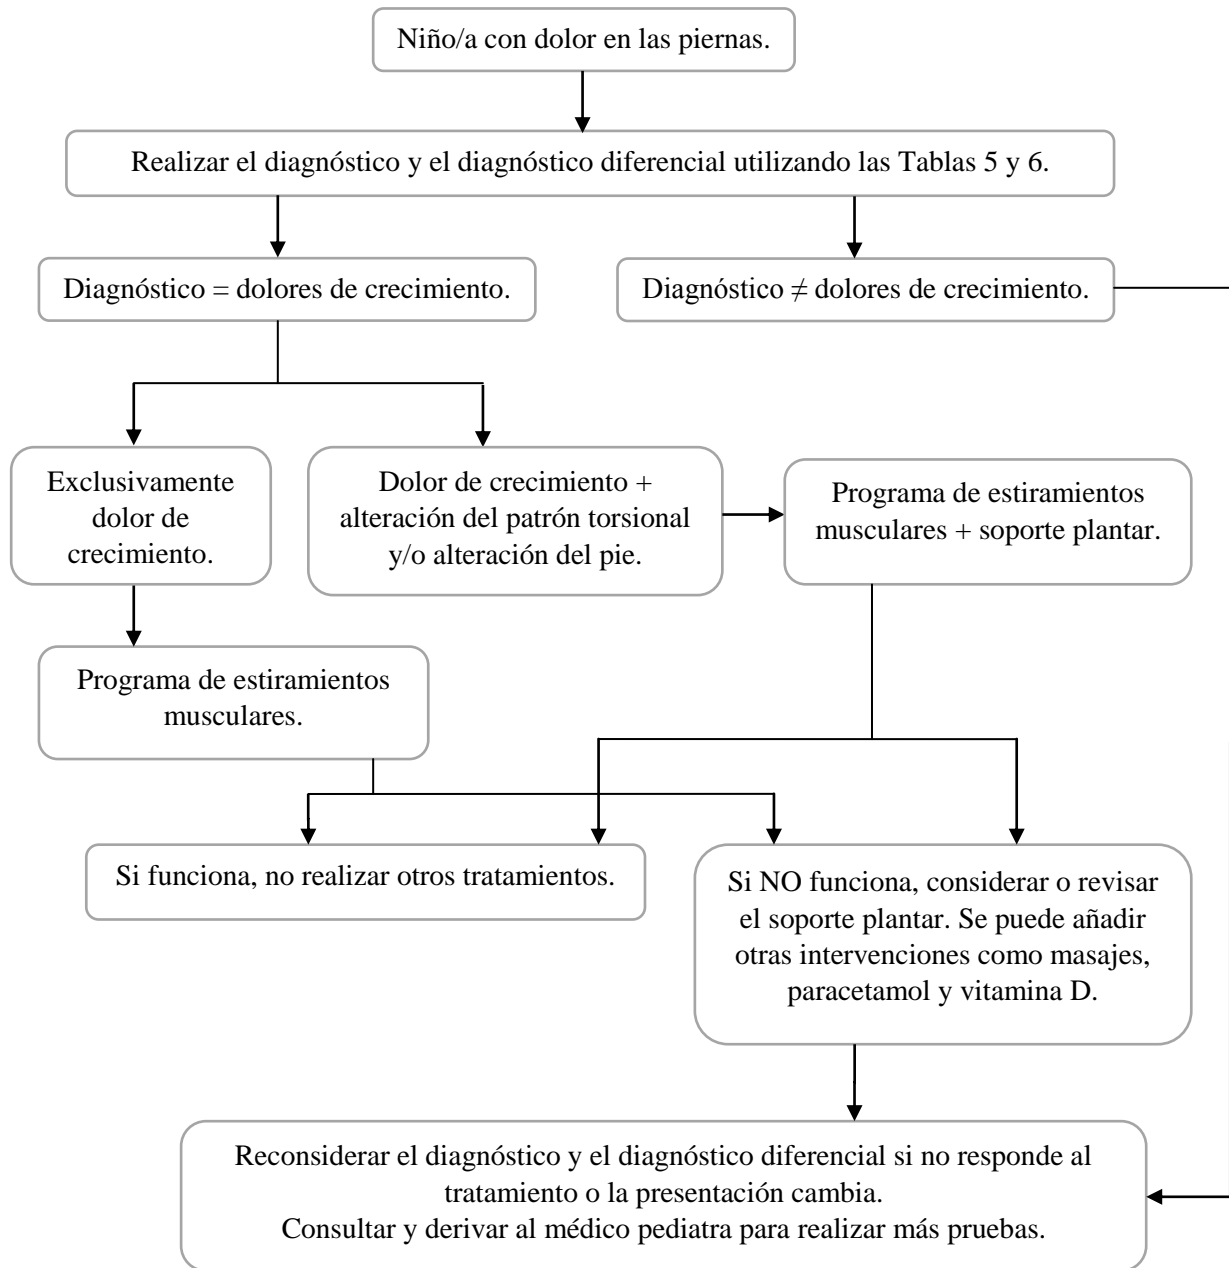 Niño/a con dolor en las piernas.
Realizar el diagnóstico y el diagnóstico diferencial utilizando las Tablas 5 y 6.
Diagnóstico = dolores de crecimiento.
Diagnóstico ≠ dolores de crecimiento.
Exclusivamente
dolor de
crecimiento.
Dolor de crecimiento +
alteración del patrón torsional
y/o alteración del pie.
Programa de estiramientos
musculares + soporte plantar.
Programa de estiramientos
musculares.
Si funciona, no realizar otros tratamientos.
Si NO funciona, considerar o revisar
el soporte plantar. Se puede añadir
otras intervenciones como masajes,
paracetamol y vitamina D.
Reconsiderar el diagnóstico y el diagnóstico diferencial si no responde al
tratamiento o la presentación cambia.
Consultar y derivar al médico pediatra para realizar más pruebas.